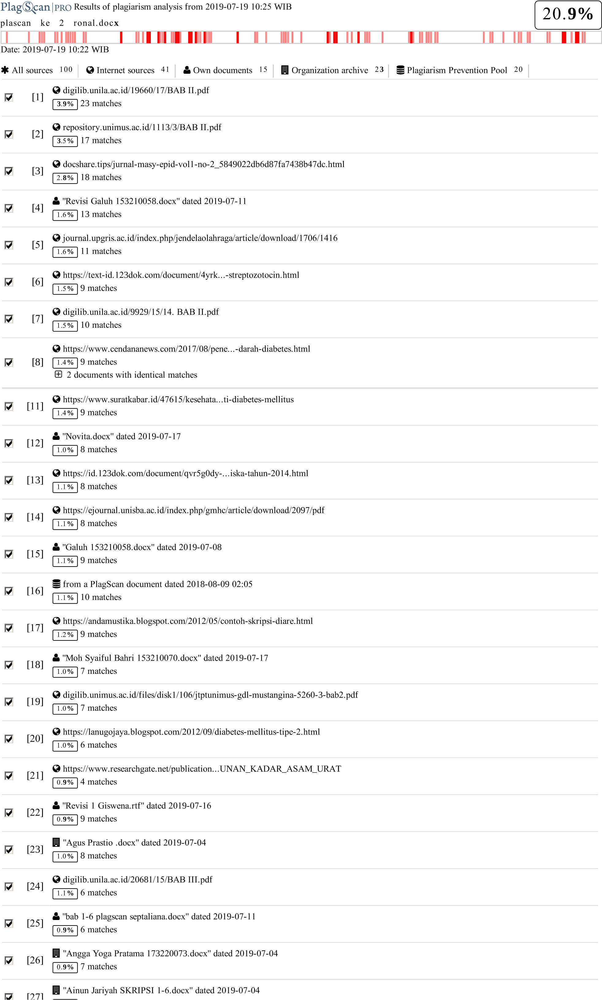 PlagScan PRO Results of plagiarism analysis from 2019-07-19 10:25 WIB
20.9%
plascan ke 2 ronal.docx
Date: 2019-07-19 10:22 WIB
All sources 100 Internet sources 41 Own documents 15 Organization archive 23 Plagiarism Prevention Pool 20
[1] digilib.unila.ac.id/19660/17/BAB II.pdf
3.9% 23 matches
[2] repository.unimus.ac.id/1113/3/BAB II.pdf
3.5% 17 matches
[3] docshare.tips/jurnal-masy-epid-vol1-no-2_5849022db6d87fa7438b47dc.html
2.8% 18 matches
[4] "Revisi Galuh 153210058.docx" dated 2019-07-11
1.6% 13 matches
[5] journal.upgris.ac.id/index.php/jendelaolahraga/article/download/1706/1416
1.6% 11 matches
[6] https://text-id.123dok.com/document/4yrk...-streptozotocin.html
1.5% 9 matches
[7] digilib.unila.ac.id/9929/15/14. BAB II.pdf
1.5% 10 matches
[8] https://www.cendananews.com/2017/08/pene...-darah-diabetes.html
1.4% 9 matches
2 documents with identical matches
[11] https://www.suratkabar.id/47615/kesehata...ti-diabetes-mellitus
1.4% 9 matches
[12] "Novita.docx" dated 2019-07-17
1.0% 8 matches
[13] https://id.123dok.com/document/qvr5g0dy-...iska-tahun-2014.html
1.1% 8 matches
[14] https://ejournal.unisba.ac.id/index.php/gmhc/article/download/2097/pdf
1.1% 8 matches
[15] "Galuh 153210058.docx" dated 2019-07-08
1.1% 9 matches
[16] from a PlagScan document dated 2018-08-09 02:05
1.1% 10 matches
[17] https://andamustika.blogspot.com/2012/05/contoh-skripsi-diare.html
1.2% 9 matches
[18] "Moh Syaiful Bahri 153210070.docx" dated 2019-07-17
1.0% 7 matches
[19] digilib.unimus.ac.id/files/disk1/106/jtptunimus-gdl-mustangina-5260-3-bab2.pdf
1.0% 7 matches
[20] https://lanugojaya.blogspot.com/2012/09/diabetes-mellitus-tipe-2.html
1.0% 6 matches
[21] https://www.researchgate.net/publication...UNAN_KADAR_ASAM_URAT
0.9% 4 matches
[22] "Revisi 1 Giswena.rtf" dated 2019-07-16
0.9% 9 matches
[23] "Agus Prastio .docx" dated 2019-07-04
1.0% 8 matches
[24] digilib.unila.ac.id/20681/15/BAB III.pdf
1.1% 6 matches
[25] "bab 1-6 plagscan septaliana.docx" dated 2019-07-11
0.9% 6 matches
[26] "Angga Yoga Pratama 173220073.docx" dated 2019-07-04
0.9% 7 matches
[27] "Ainun Jariyah SKRIPSI 1-6.docx" dated 2019-07-04